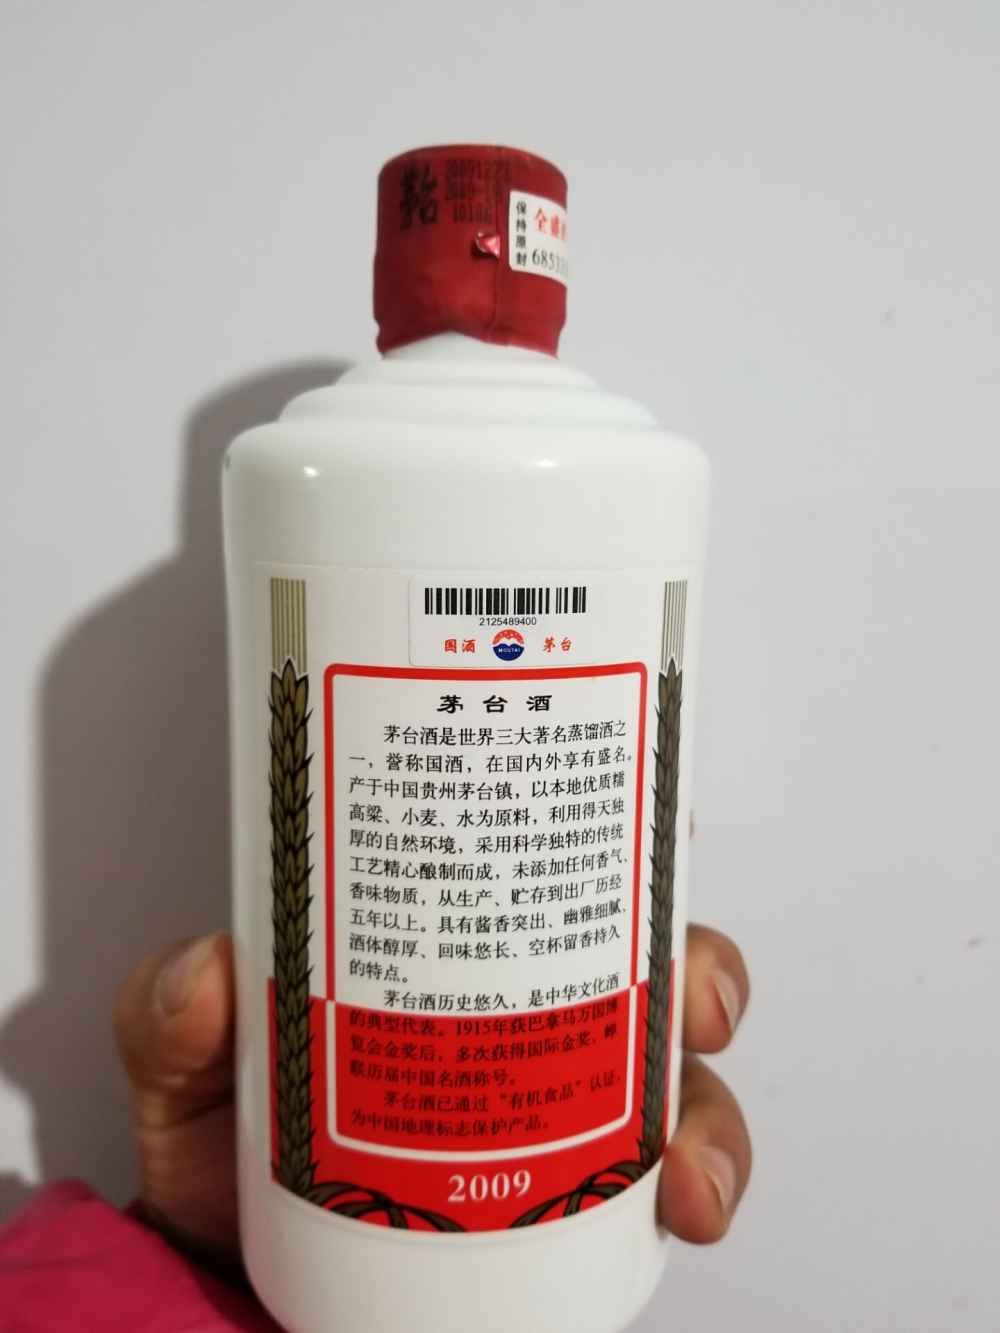 茅台
保持原封
全盛
2125489400
国酒
MOUTAI
茅台
茅台酒
茅台酒是世界三大著名蒸馏酒之
一，誉称国酒，在国内外享有盛名。
产于中国贵州茅台镇，以本地优质糯
高粱、小麦、水为原料，利用得天独
厚的自然环境，采用科学独特的传统
工艺精心酿制而成，未添加任何香气、
香味物质，从生产、贮存到出厂历经
五年以上。具有酱香突出、幽雅细腻、
酒体醇厚、回味悠长、空杯留香持久
的特点。
茅台酒历史悠久，是中华文化酒
的典型代表。1915年获巴拿马万国博
览会金奖后，多次获得国际金奖，蝉
联历届中国名酒称号。
茅台酒已通过“有机食品”认证，
为中国地理标志保护产品。
2009